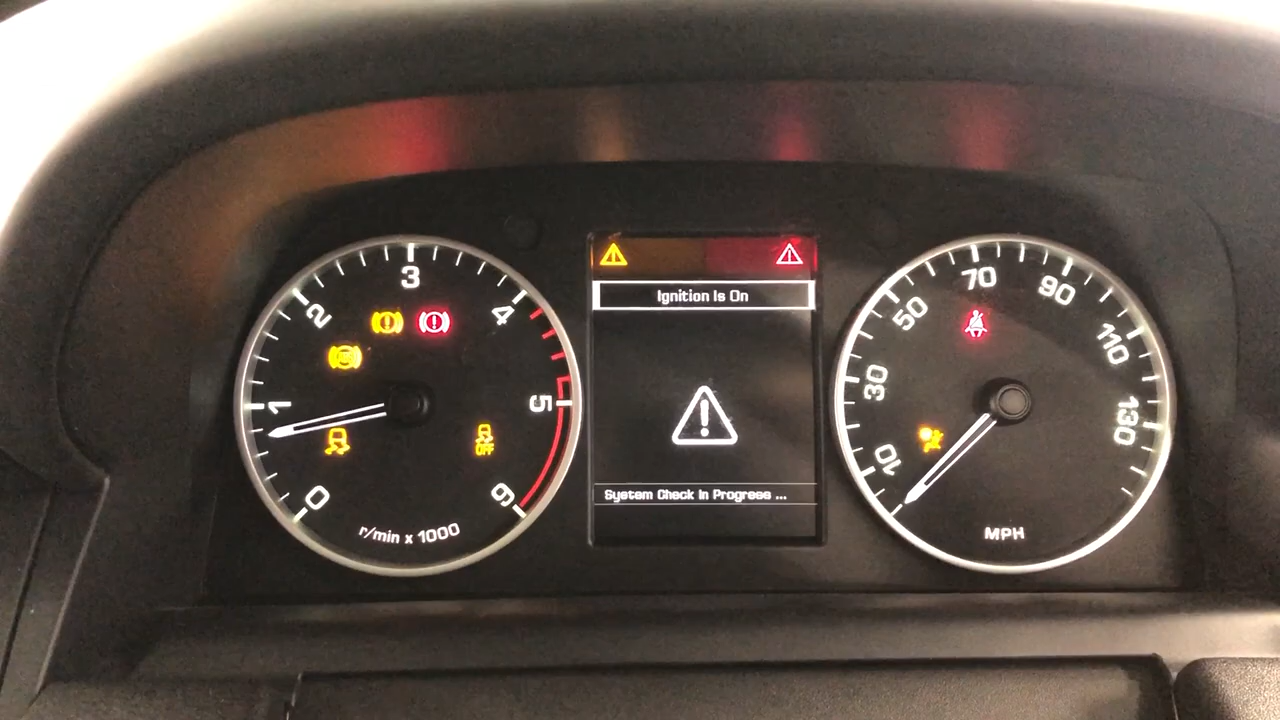 0
1
2
3
4
5
6
r/min x 1000
OFF
Ignition Is On
System Check In Progress ...
10
30
50
70
90
110
130
MPH